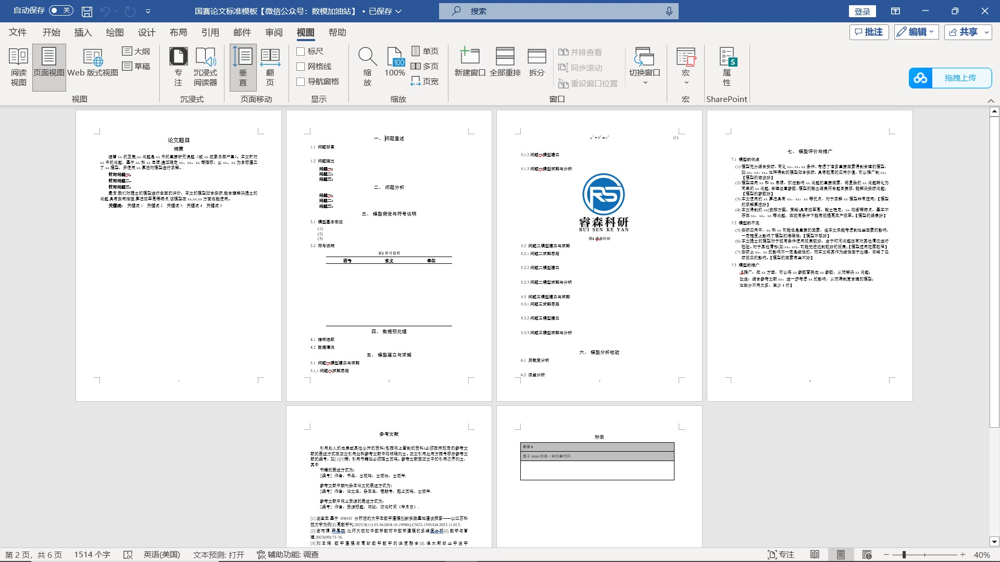 自动保存 关
国赛论文标准模板【微信公众号：数模加油站】 • 已保存
搜索
登录
文件 开始 插入 绘图 设计 布局 引用 邮件 审阅 视图 帮助
批注 编辑 共享
阅读视图
页面视图
Web 版式视图
大纲
草稿
视图
专注
沉浸式阅读器
沉浸式
垂直
翻页
页面移动
标尺
网格线
导航窗格
显示
缩放
100%
100
单页
多页
页宽
缩放
新建窗口
全部重排
拆分
并排查看
同步滚动
重设窗口位置
切换窗口
窗口
宏
宏
属性
SharePoint
拖拽上传
论文题目
摘要
随着 xx 的发展,xx 问题是 xx 中的重要研究课题（或 xx 现象日益严重）。本文针对
xx 中的问题，基于 xx 和 xx 思想,通过确定 xx、xx、xx 等指标，以 xx、xx 为目标建立
了 xx 模型，并使用 xx 算法对模型进行求解。
针对问题一，
针对问题二，
针对问题三，
最后,我们对提出的模型进行全面的评价：本文的模型贴合实际,能合理解决提出的
问题,具有实用性强,算法效率高等特点,该模型在 xx,xx,xx 方面也能使用。
关键词： 关键词 1 关键词 2 关键词 3 关键词 4 关键词 5
1
一、 问题重述
1.1 问题背景
1.2 问题提出
问题一：
问题二：
问题三：
二、 问题分析
问题一：
问题二：
问题三：
三、 模型假设与符号说明
3.1 模型基本假设
(1)
(2)
(3)
3.2 符号说明
表1 符号说明
符号 含义 单位
四、 数据预处理
4.1 指标选取
4.2 数据清洗
五、 模型建立与求解
5.1 问题一模型建立与求解
5.1.1 问题一求解思路
2
a² + b² = c² (1)
5.1.2 问题一模型建立
5.1.3 问题一模型求解与分析
RS
睿森科研
RUI SEN KE YAN
图1 睿森科研
5.2 问题二模型建立与求解
5.2.1 问题二求解思路
5.2.2 问题二模型建立
5.2.3 问题二模型求解与分析
5.3 问题三模型建立与求解
5.3.1 问题三求解思路
5.3.2 问题三模型建立
5.3.3 问题三模型求解与分析
六、 模型分析检验
6.1 灵敏度分析
6.2 误差分析
3
七、 模型评价与推广
7.1 模型的优点
(1) 模型充分结合实际，简化 xx，xx，xx 条件，考虑了诸多重要因素得到合理的模型，
如:xx，xx，xx。这样得到的模型贴合实际，具有较高的应用价值，可以推广到 xx；
【模型的假设好】
(2) 模型运用 xx 和 xx 思想，抓住影响 xx 问题的重要因素，将复杂的 xx 问题转化为
简单的 xx 问题，合理设置参数，模型的输出结果符合题目要求，能解决实际问题；
【模型的参数好】
(3) 本文使用的 xx 算法具有 xx，xx，xx 等优点，对于求解 xx 模型非常适用；【模型
的求解算法好】
(4) 本文得到的 xx(安排方案、策略)具有效率高、输出稳定、xx 均衡等特点，基本不
存在 xx，xx，xx 等问题，在现有条件下能有效提高生产效率。【模型的结果好】
7.2 模型的不足
(5) 实际应用中，xx 和 xx 可能也是重要的因素，但本文未能考虑到这些因素的影响，
一定程度上影响了模型的准确性；【模型不够好】
(6) 本文提出的模型对于现有条件使用效果较好，由于时间问题没有对其他情况进行
检验，对于其他情形(如:xx，xx)，可能无法达到较好的效果；【模型适用范围较窄】
(7) 实际上 xx，xx 的影响不一定是线性的，而本文将其作为线性因子处理，忽略了边
际效应的影响。【模型的因素有些不好】
7.3 模型的推广
【推广：在 xx 方面，可以将 xx 参数替换成 xx 参数，从而解决 xx 问题；
改进：结合参考文献 xx，进一步考虑 xx 的影响，从而得到更合理的模型；
这部分不用太多，至少 4 行】
4
参考文献
引用别人的成果或其他公开的资料(包括网上查到的资料)必须按照规定的参考文
献的表述方式在正文引用处和参考文献中均明确列出。正文引用处用方括号标示参考文
献的编号，如[1][3]等；引用书籍还必须指出页码。参考文献按正文中的引用次序列出，
其中
书籍的表述方式为：
[编号] 作者，书名，出版地：出版社，出版年.
参考文献中期刊杂志论文的表述方式为：
[编号] 作者，论文名，杂志名，卷期号：起止页码，出版年.
参考文献中网上资源的表述方式为：
[编号] 作者，资源标题，网址，访问时间（年月日）.
[1] 汤国生.基于 SWOT 分析法的大学生数学建模创新实践基地建设探索——以江苏科
技大学为例[J].高教学刊,2023,9(11):53-56.DOI:10.19980/j.CN23-1593/G4.2023.11.013.
[2] .北师大版初中数学教材中数学建模的多维度分析[J].教学与管
理,2023(09):73-76.
[3] 刘志梅.数学建模与高职数学教学的深度融合[J].佳木斯职业学院学
附录
附录 1
基于 xxxx 的第一问求解代码
第 2 页，共 6 页 1514 个字 英语(美国) 文本预测: 打开 辅助功能: 调查
专注 40%